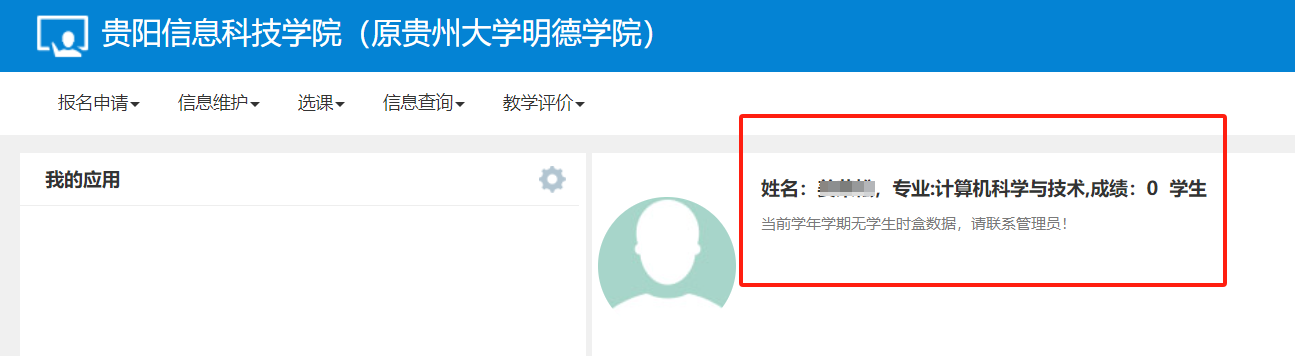 贵阳信息科技学院（原贵州大学明德学院）
报名申请 信息维护 选课 信息查询 教学评价
我的应用
姓名： ，专业:计算机科学与技术,成绩：0 学生
当前学年学期无学生时盒数据，请联系管理员！